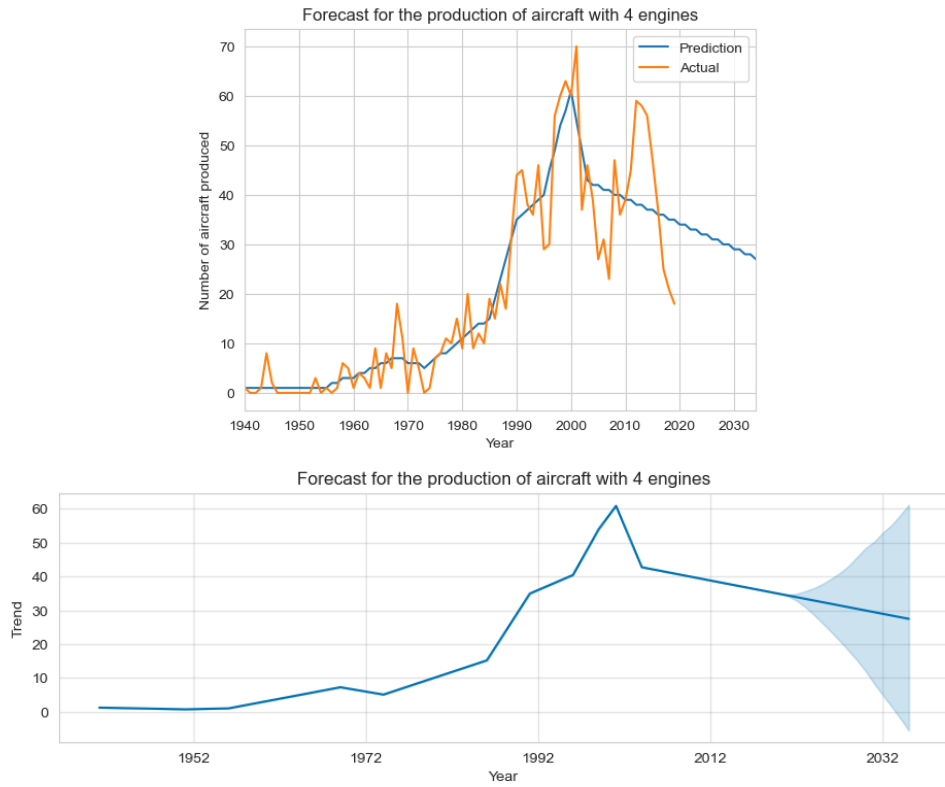 Forecast for the production of aircraft with 4 engines
70
60
50
40
30
20
10
0
Number of aircraft produced
Prediction
Actual
1940 1950 1960 1970 1980 1990 2000 2010 2020 2030
Year
Forecast for the production of aircraft with 4 engines
60
50
40
30
20
10
0
Trend
1952 1972 1992 2012 2032
Year